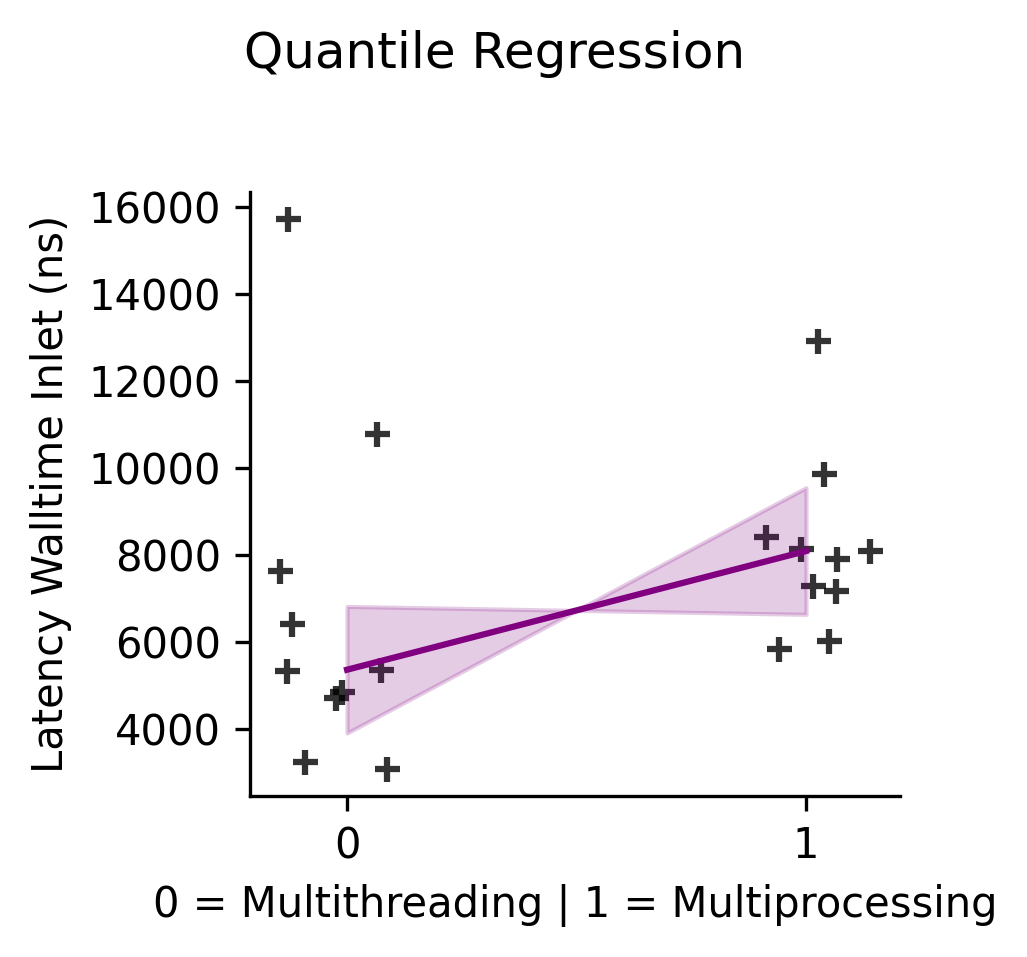 Quantile Regression
16000
14000
12000
10000
8000
6000
4000
Latency Walltime Inlet (ns)
0 1
0 = Multithreading | 1 = Multiprocessing